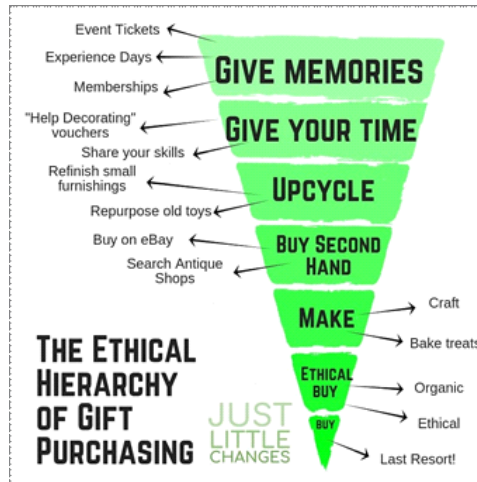 Event Tickets
Experience Days
Memberships
GIVE MEMORIES
"Help Decorating"
vouchers
Share your skills
GIVE YOUR TIME
Refinish small
furnishings
Repurpose old toys
UPCYCLE
Buy on eBay
Search Antique
Shops
BUY SECOND
HAND
MAKE
Craft
Bake treats
ETHICAL
BUY
Organic
Ethical
BUY
Last Resort!
THE ETHICAL
HIERARCHY
OF GIFT
PURCHASING
JUST
LITTLE
CHANGES